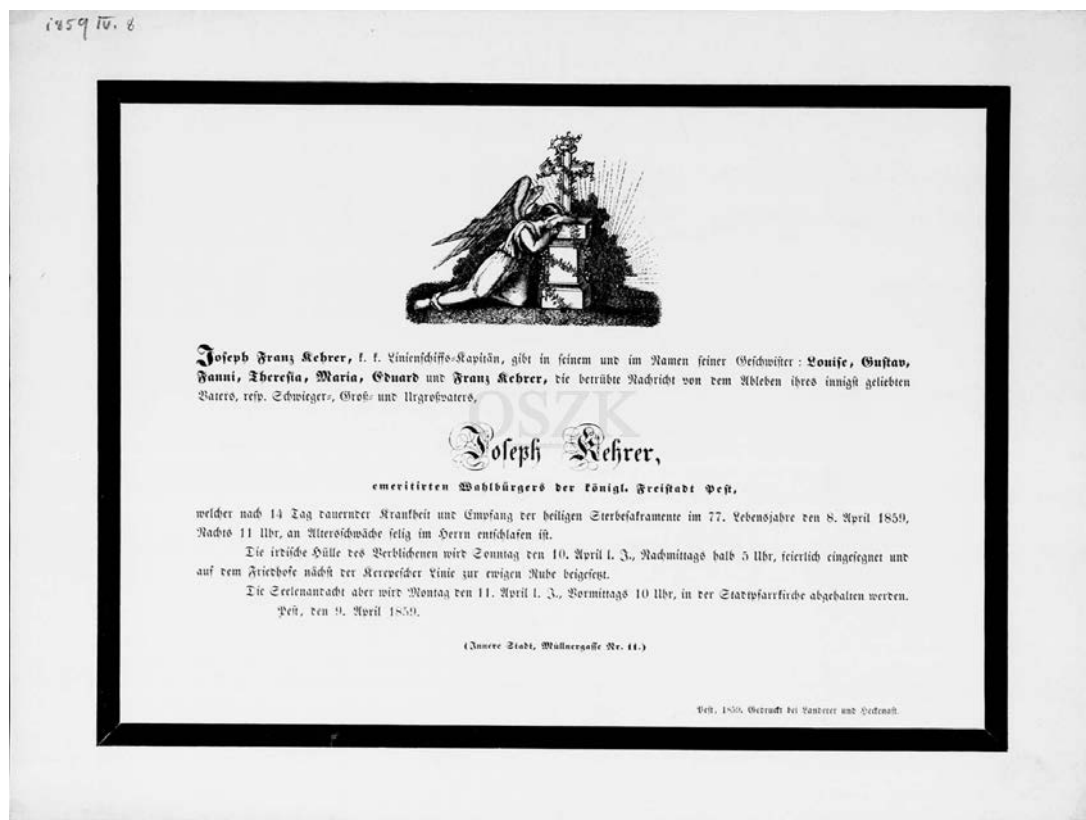 1859 IV. 8
Joseph Franz Kehrer, k. k. Linienschiffs-Kapitän, gibt in seinem und im Namen seiner Geschwister: Louise, Gustav,
Fanni, Theresia, Maria, Eduard und Franz Kehrer, die betrübte Nachricht von dem Ableben ihres innigst geliebten
Vaters, resp. Schwieger-, Groß- und Urgroßvaters,
OSZK
Joseph Kehrer,
emeritirten Wahlbürgers der königl. Freistadt Pest,
welcher nach 14 Tag dauernder Krankheit und Empfang der heiligen Sterbesakramente im 77. Lebensjahre den 8. April 1859,
Nachts 11 Uhr, an Altersschwäche selig im Herrn entschlafen ist.
Die irdische Hülle des Verblichenen wird Sonntag den 10. April l. J., Nachmittags halb 5 Uhr, feierlich eingesegnet und
auf dem Friedhofe nächst der Kerepescher Linie zur ewigen Ruhe beigesetzt.
Die Seelenandacht aber wird Montag den 11. April l. J., Vormittags 10 Uhr, in der Stadtpfarrkirche abgehalten werden.
Pest, den 9. April 1859.
(Innere Stadt, Müllnergasse Nr. 11.)
Pest, 1859. Gedruckt bei Landerer und Heckenast.